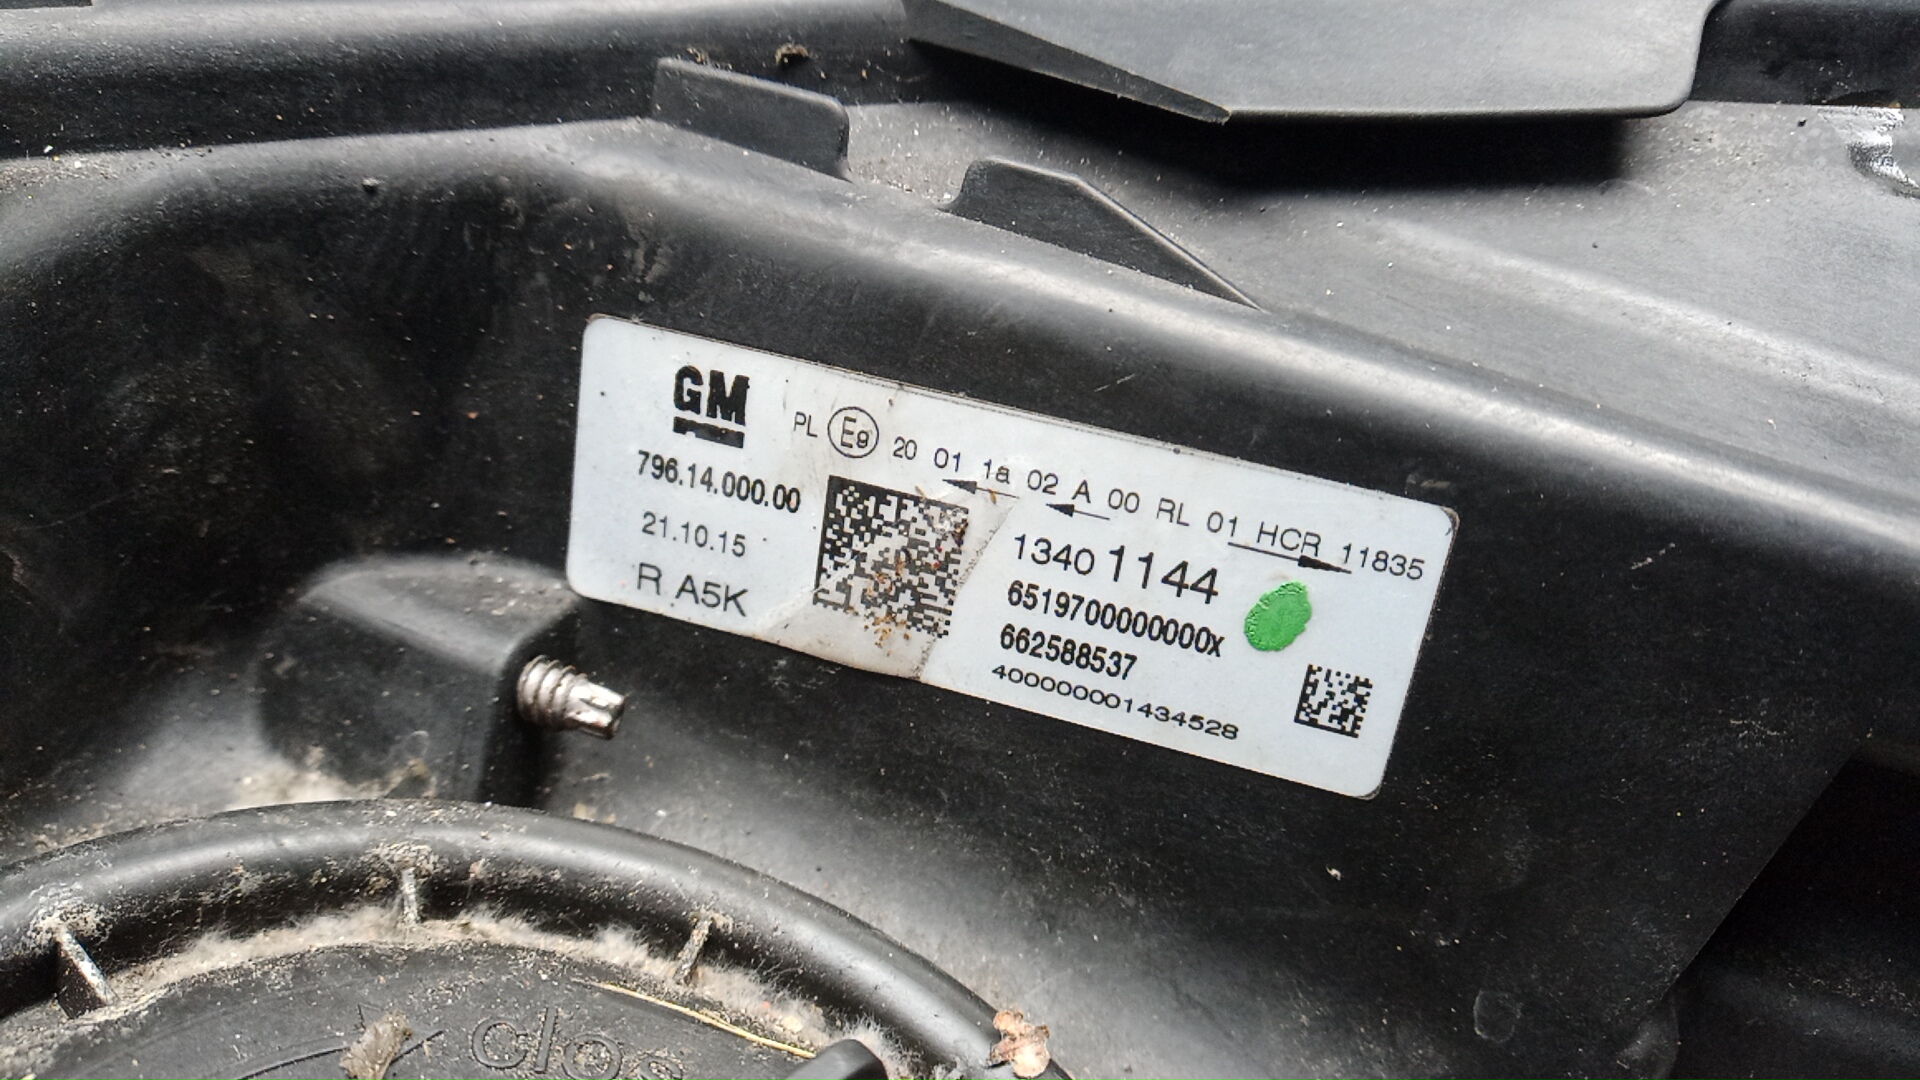 GM
PL E9 20 01 1a 02 A 00 RL 01 HCR 11835
796.14.000.00
21.10.15
R A5K
13401144
651970000000x
662588537
40000001434528
clos